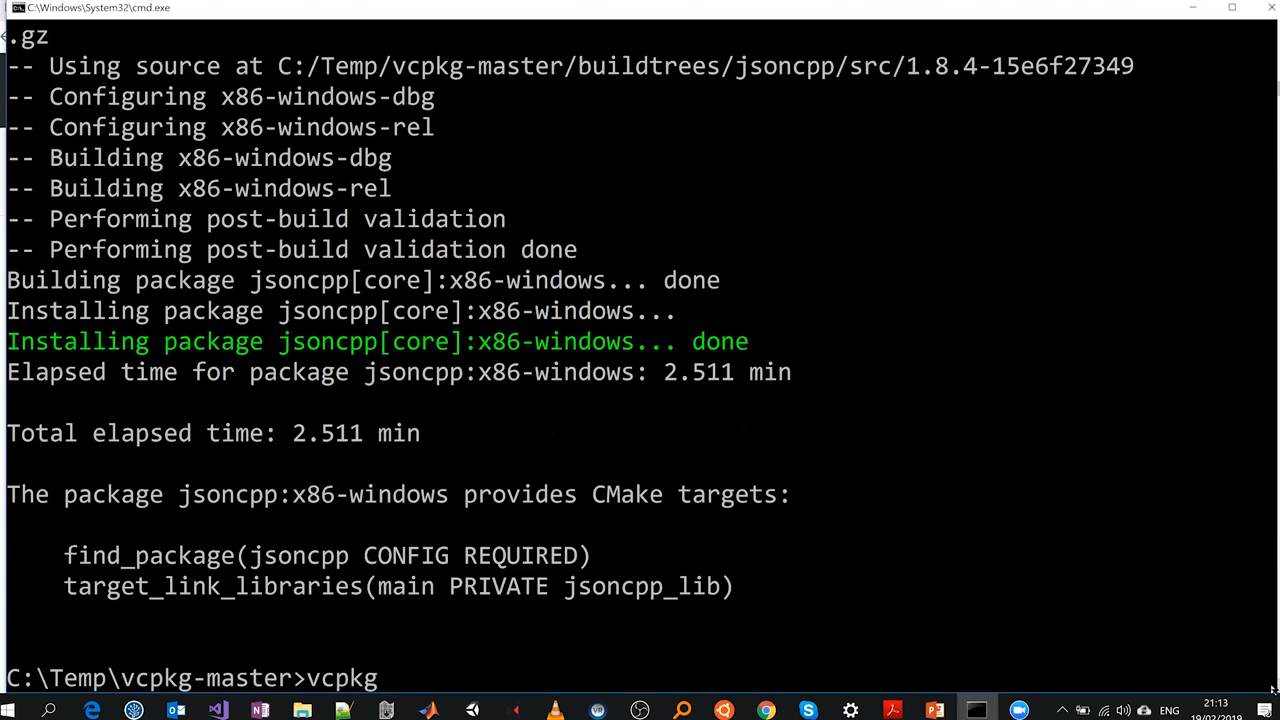 C:\Windows\System32\cmd.exe
.gz
-- Using source at C:/Temp/vcpkg-master/buildtrees/jsoncpp/src/1.8.4-15e6f27349
-- Configuring x86-windows-dbg
-- Configuring x86-windows-rel
-- Building x86-windows-dbg
-- Building x86-windows-rel
-- Performing post-build validation
-- Performing post-build validation done
Building package jsoncpp[core]:x86-windows... done
Installing package jsoncpp[core]:x86-windows...
Installing package jsoncpp[core]:x86-windows... done
Elapsed time for package jsoncpp:x86-windows: 2.511 min
Total elapsed time: 2.511 min
The package jsoncpp:x86-windows provides CMake targets:
find_package(jsoncpp CONFIG REQUIRED)
target_link_libraries(main PRIVATE jsoncpp_lib)
C:\Temp\vcpkg-master>vcpkg
ENG
21:13
19/02/2019